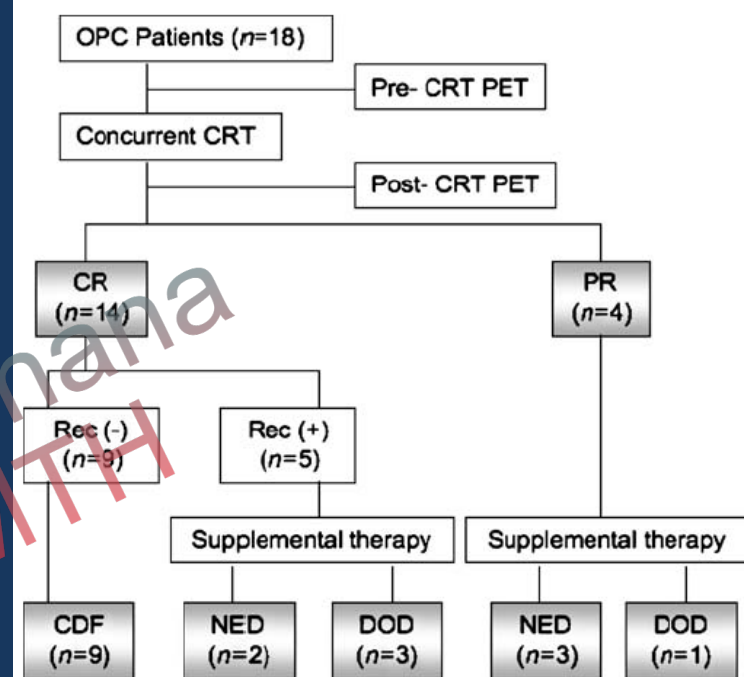 OPC Patients (n=18)
Pre- CRT PET
Concurrent CRT
Post- CRT PET
CR
(n=14)
PR
(n=4)
Rec (-)
(n=9)
Rec (+)
(n=5)
Supplemental therapy
Supplemental therapy
CDF
(n=9)
NED
(n=2)
DOD
(n=3)
NED
(n=3)
DOD
(n=1)